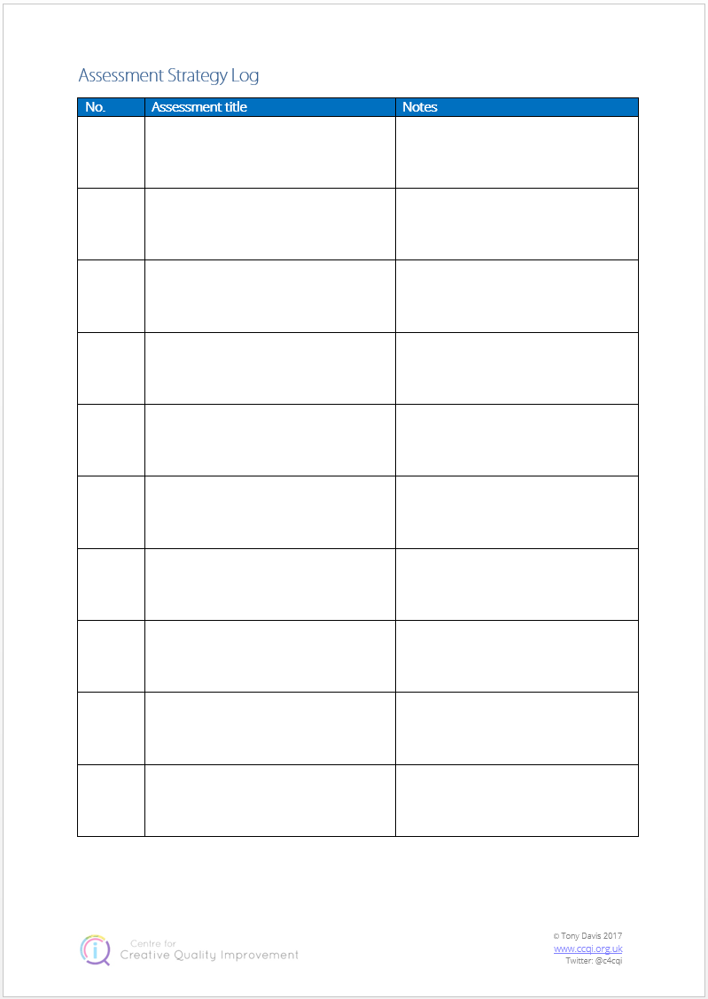 Assessment Strategy Log
No. Assessment title Notes
Centre for
Creative Quality Improvement
© Tony Davis 2017
www.ccqi.org.uk
Twitter: @c4cqi